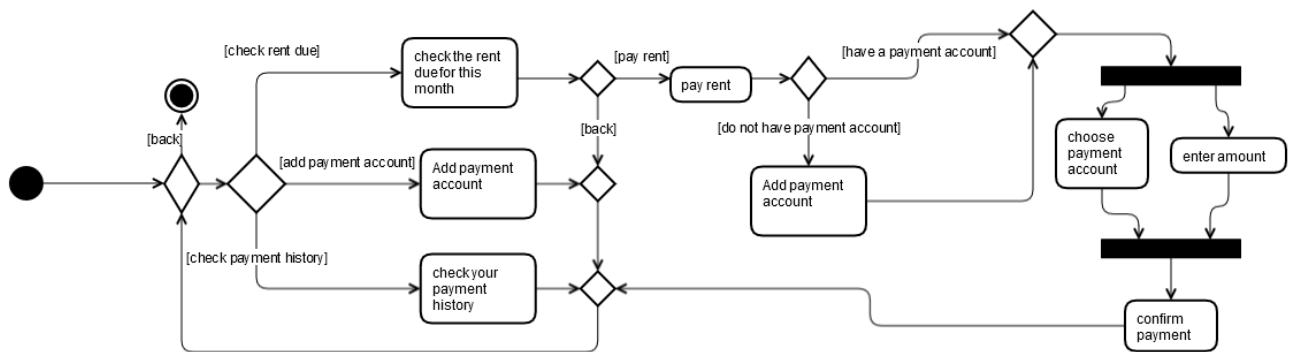 [check rent due]
check the rent
due for this
month
[pay rent]
pay rent
[have a payment account]
[back]
[back]
[do not have payment account]
choose
payment
account
enter amount
[add payment account]
Add payment
account
Add payment
account
[check payment history]
check your
payment
history
confirm
payment